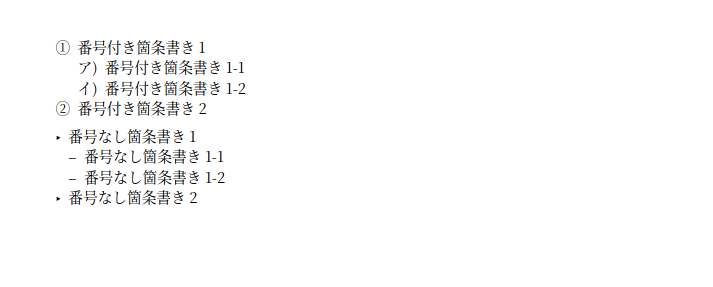 ① 番号付き箇条書き 1
ア) 番号付き箇条書き 1-1
イ) 番号付き箇条書き 1-2
② 番号付き箇条書き 2
‣ 番号なし箇条書き 1
– 番号なし箇条書き 1-1
– 番号なし箇条書き 1-2
‣ 番号なし箇条書き 2